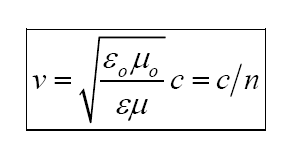 v = √(ε₀μ₀/εμ) c = c/n